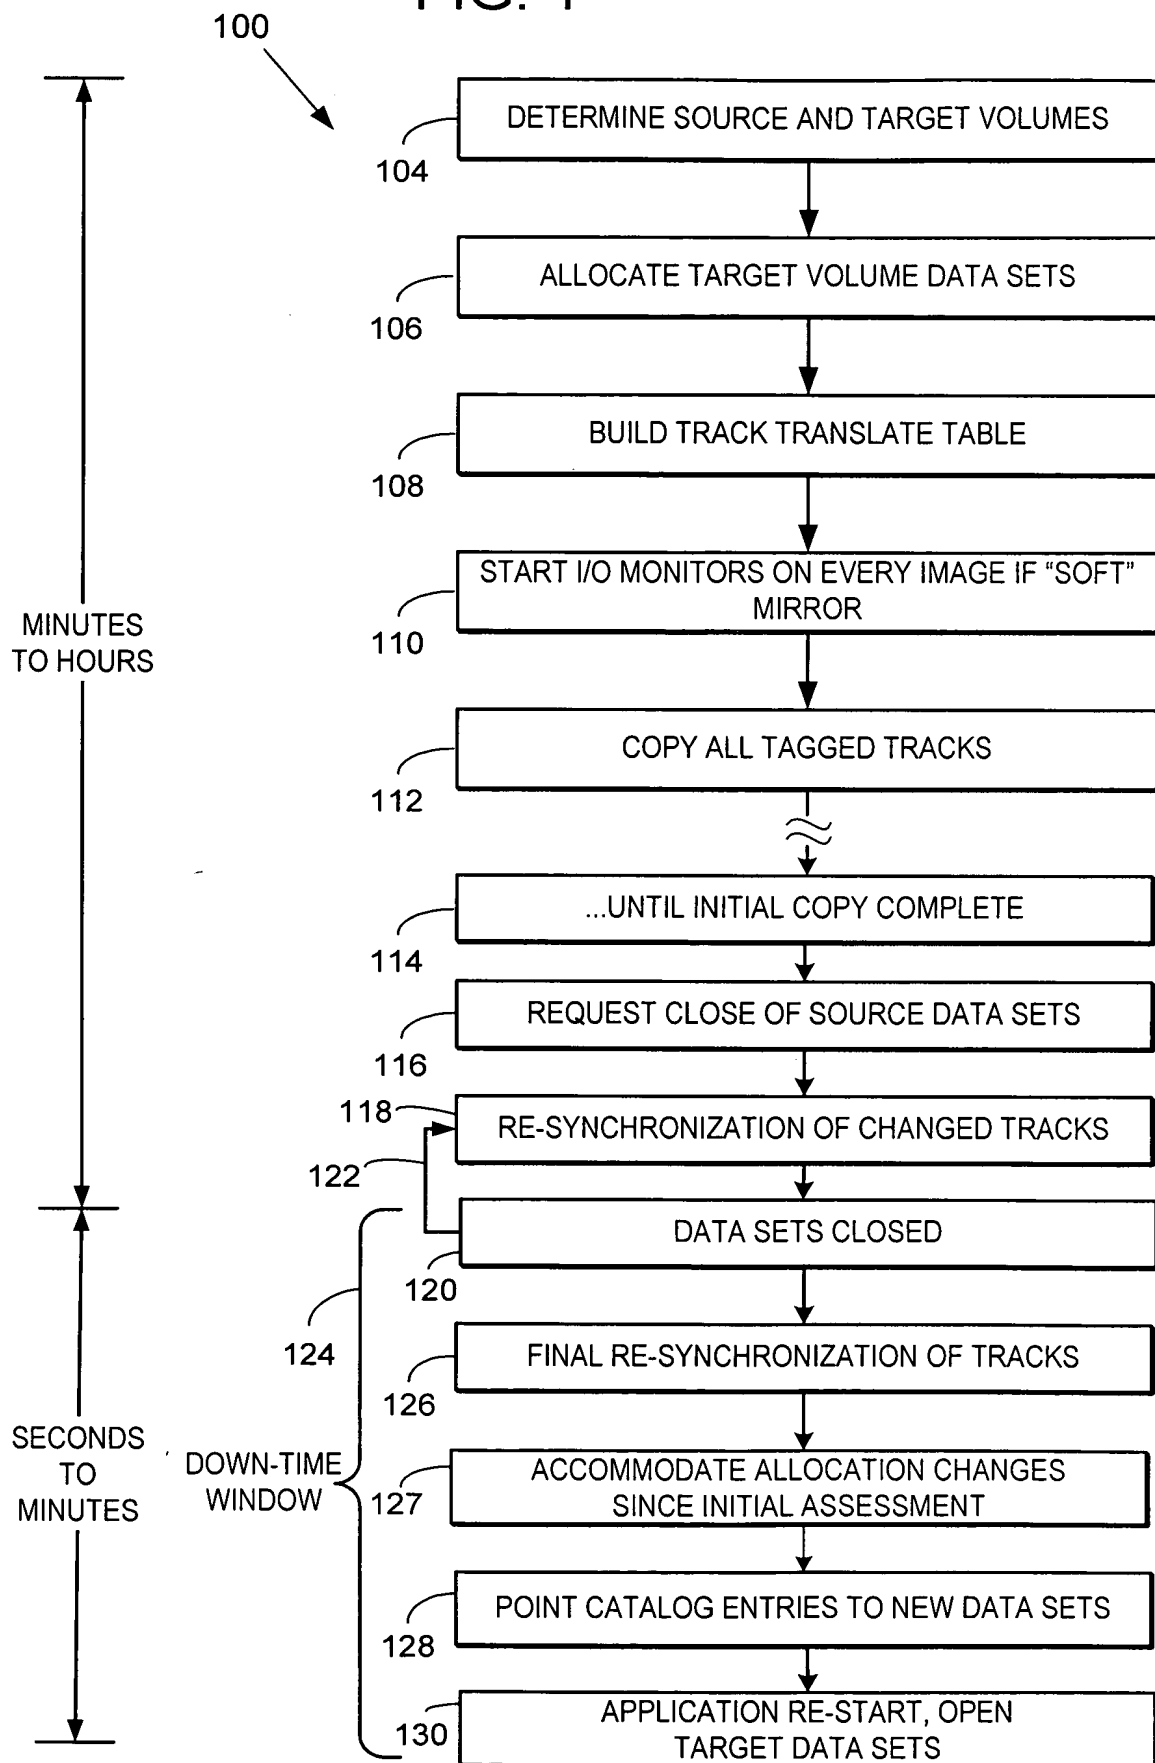 FIG. 1
100
DETERMINE SOURCE AND TARGET VOLUMES
104
ALLOCATE TARGET VOLUME DATA SETS
106
BUILD TRACK TRANSLATE TABLE
108
START I/O MONITORS ON EVERY IMAGE IF “SOFT”
MIRROR
110
MINUTES
TO HOURS
COPY ALL TAGGED TRACKS
112
...UNTIL INITIAL COPY COMPLETE
114
REQUEST CLOSE OF SOURCE DATA SETS
116
118
RE-SYNCHRONIZATION OF CHANGED TRACKS
122
DATA SETS CLOSED
120
124
FINAL RE-SYNCHRONIZATION OF TRACKS
126
SECONDS
TO
MINUTES
DOWN-TIME
WINDOW
ACCOMMODATE ALLOCATION CHANGES
SINCE INITIAL ASSESSMENT
127
POINT CATALOG ENTRIES TO NEW DATA SETS
128
APPLICATION RE-START, OPEN
TARGET DATA SETS
130